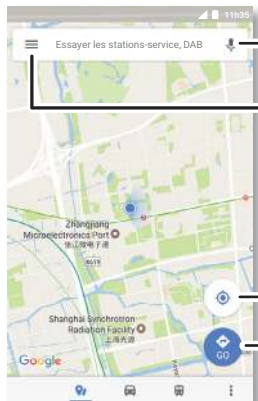 11h35
Essayer les stations-service, DAB
Zhangjiang
Microelectronics Port
张江微电子港
Shanghai Synchrotron
Radiation Facility
上海光源
GO
Google